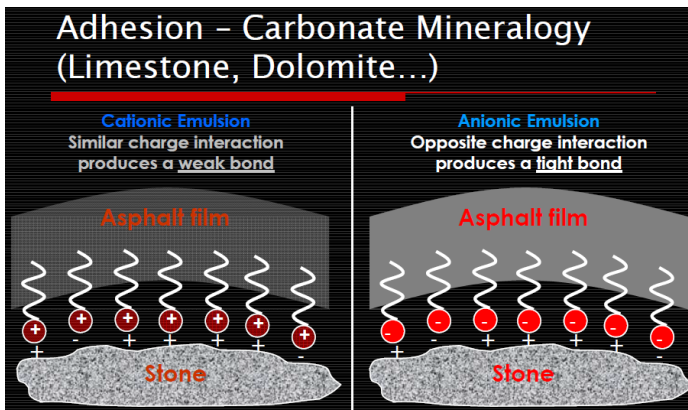 Adhesion – Carbonate Mineralogy
(Limestone, Dolomite…)
Cationic Emulsion
Similar charge interaction
produces a weak bond
Asphalt film
+ + + + + + +
+ - + + + + -
Stone
Anionic Emulsion
Opposite charge interaction
produces a tight bond
Asphalt film
- - - - - - -
+ - + + + + -
Stone